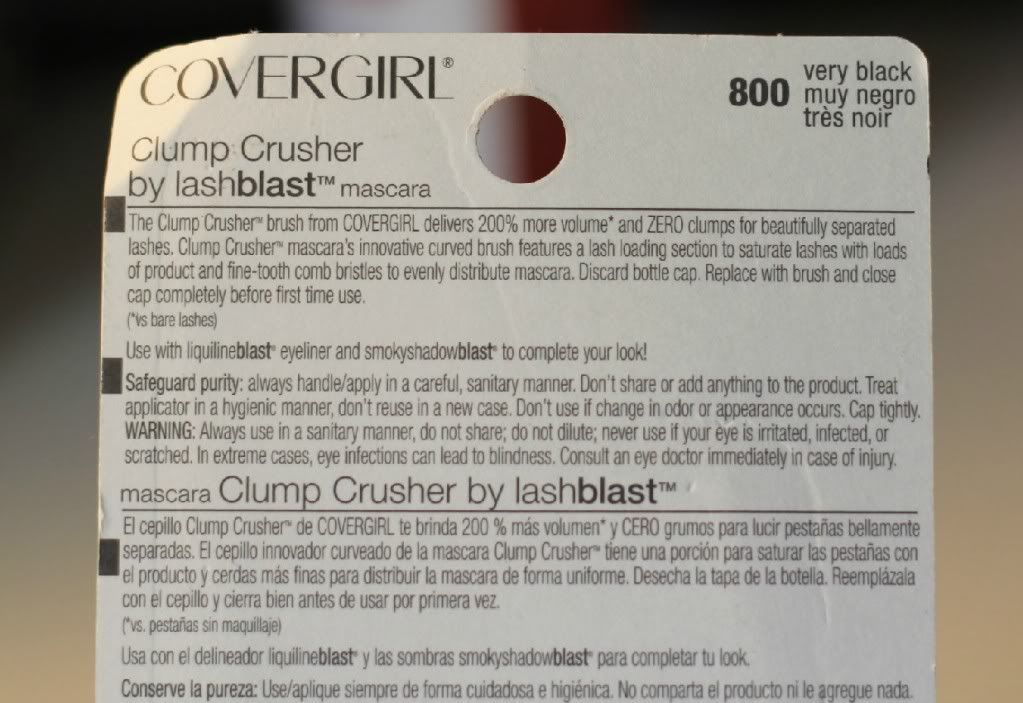 COVERGIRL®
800 very black
muy negro
très noir
Clump Crusher
by lashblast™ mascara
The Clump Crusher™ brush from COVERGIRL delivers 200% more volume* and ZERO clumps for beautifully separated
lashes. Clump Crusher™ mascara's innovative curved brush features a lash loading section to saturate lashes with loads
of product and fine-tooth comb bristles to evenly distribute mascara. Discard bottle cap. Replace with brush and close
cap completely before first time use.
(*vs bare lashes)
Use with liquilineblast® eyeliner and smokyshadowblast® to complete your look!
Safeguard purity: always handle/apply in a careful, sanitary manner. Don't share or add anything to the product. Treat
applicator in a hygienic manner, don't reuse in a new case. Don't use if change in odor or appearance occurs. Cap tightly.
WARNING: Always use in a sanitary manner, do not share; do not dilute; never use if your eye is irritated, infected, or
scratched. In extreme cases, eye infections can lead to blindness. Consult an eye doctor immediately in case of injury.
mascara Clump Crusher by lashblast™
El cepillo Clump Crusher™ de COVERGIRL te brinda 200 % más volumen* y CERO grumos para lucir pestañas bellamente
separadas. El cepillo innovador curveado de la mascara Clump Crusher™ tiene una porción para saturar las pestañas con
el producto y cerdas más finas para distribuir la mascara de forma uniforme. Desecha la tapa de la botella. Reemplázala
con el cepillo y cierra bien antes de usar por primera vez.
(*vs. pestañas sin maquillaje)
Usa con el delineador liquilineblast® y las sombras smokyshadowblast® para completar tu look.
Conserve la pureza: Use/aplique siempre de forma cuidadosa e higiénica. No comparta el producto ni le agregue nada.